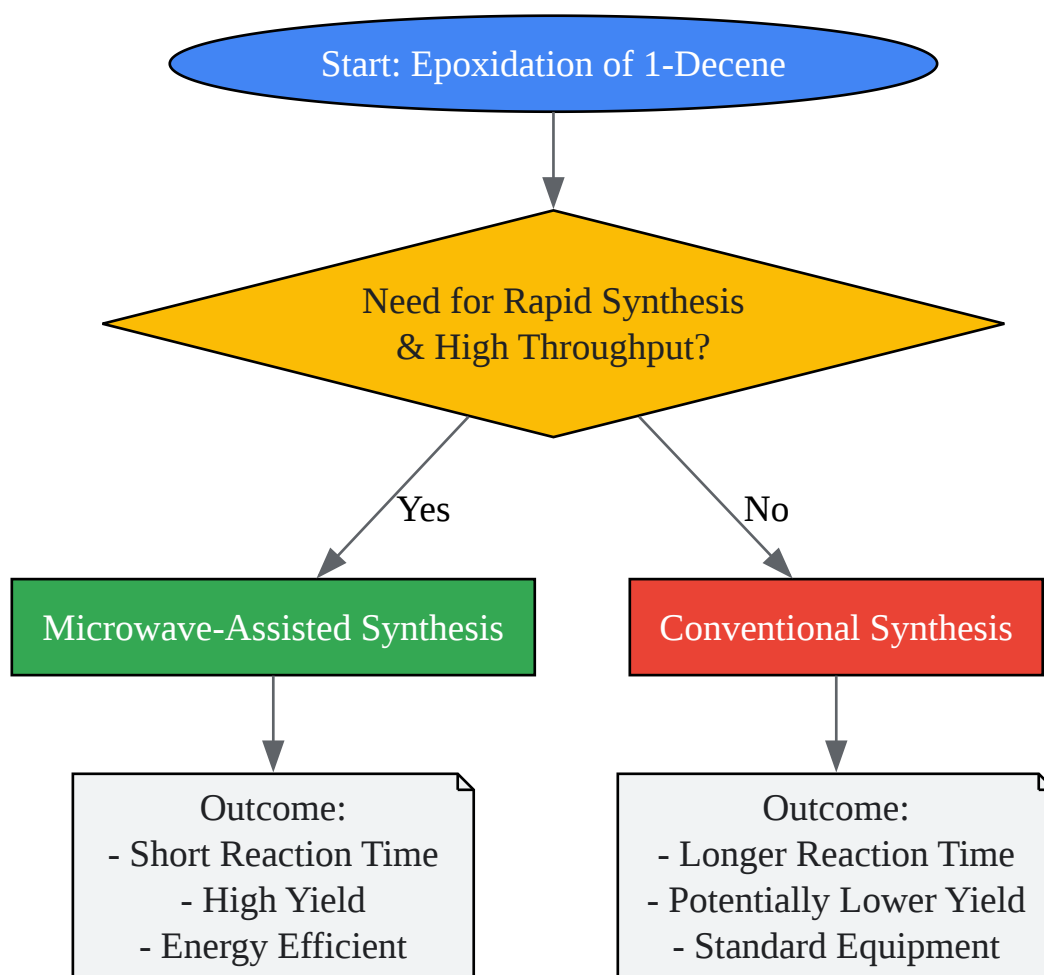 Start: Epoxidation of 1-Decene
Need for Rapid Synthesis
& High Throughput?
Yes
No
Microwave-Assisted Synthesis
Conventional Synthesis
Outcome:
- Short Reaction Time
- High Yield
- Energy Efficient
Outcome:
- Longer Reaction Time
- Potentially Lower Yield
- Standard Equipment